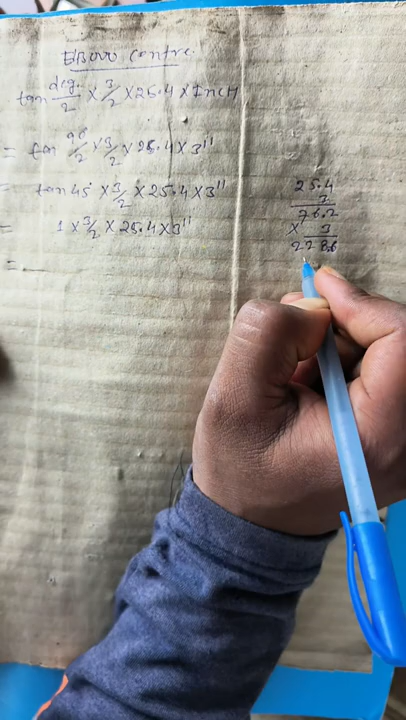 ElBow centre.
tan deg./2 × 3/2 × 25.4 × Inch
= tan 90/2 × 3/2 × 25.4 × 3"
= tan 45 × 3/2 × 25.4 × 3"
= 1 × 3/2 × 25.4 × 3"
=
25.4
3
76.2
× 3
228.6